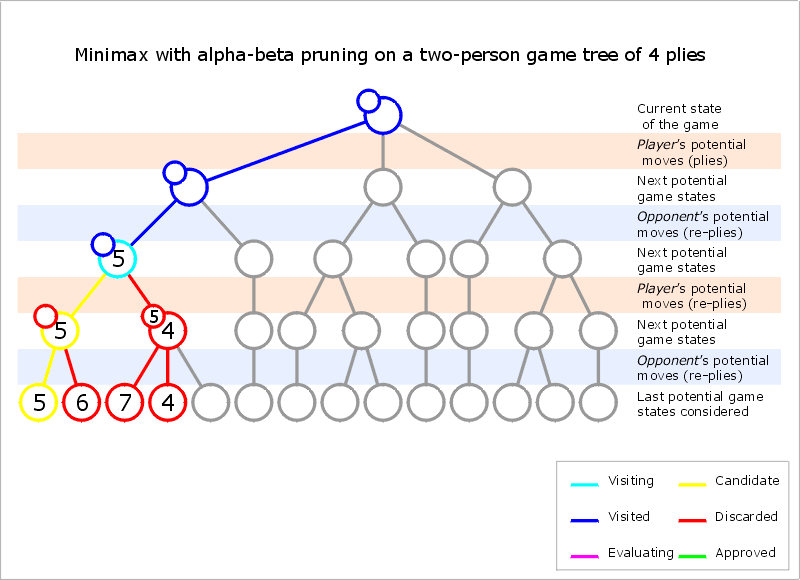 Minimax with alpha-beta pruning on a two-person game tree of 4 plies
Current state
of the game
Player's potential
moves (plies)
Next potential
game states
Opponent's potential
moves (re-plies)
5
Next potential
game states
Player's potential
moves (re-plies)
5
5
4
Next potential
game states
Opponent's potential
moves (re-plies)
5
6
7
4
Last potential game
states considered
Visiting
Candidate
Visited
Discarded
Evaluating
Approved